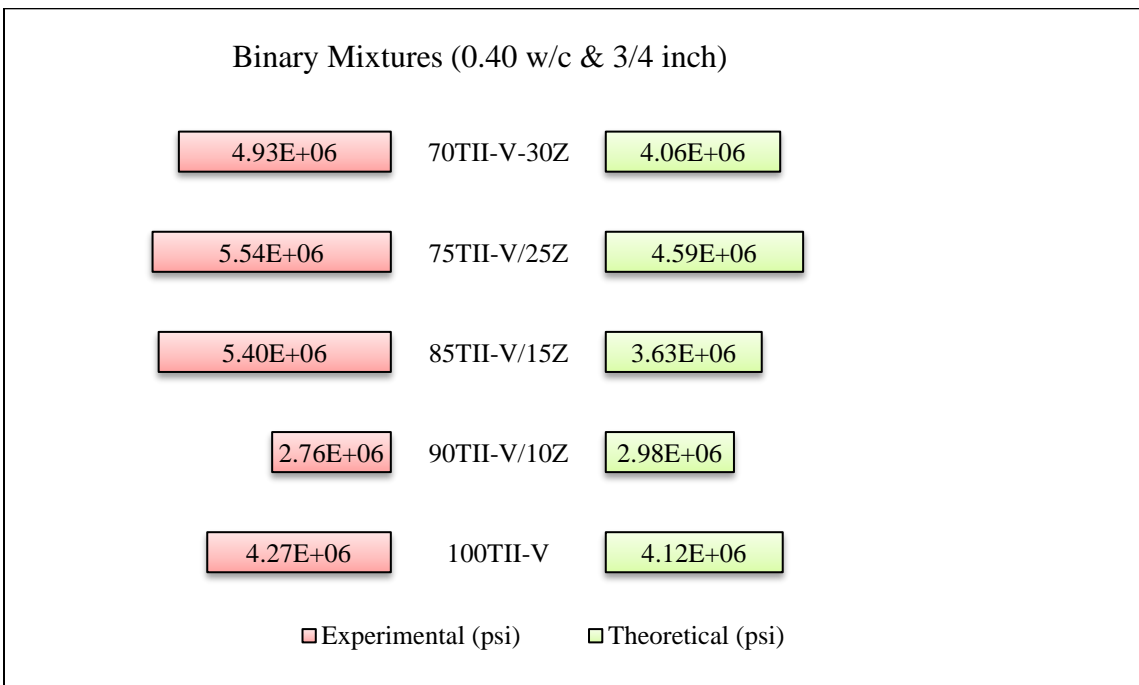 Binary Mixtures (0.40 w/c & 3/4 inch)
4.93E+06 70TII-V-30Z 4.06E+06
5.54E+06 75TII-V/25Z 4.59E+06
5.40E+06 85TII-V/15Z 3.63E+06
2.76E+06 90TII-V/10Z 2.98E+06
4.27E+06 100TII-V 4.12E+06
Experimental (psi) Theoretical (psi)